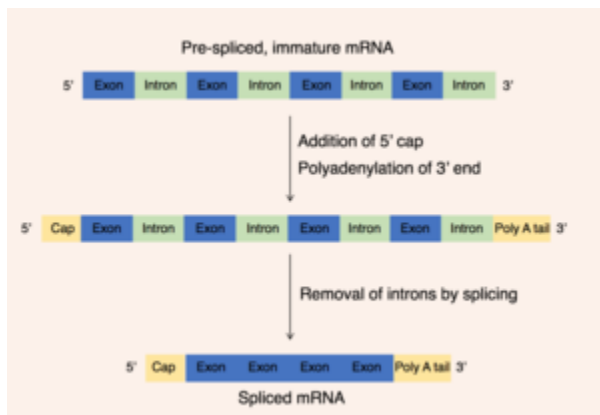 Pre-spliced, immature mRNA
5' Exon Intron Exon Intron Exon Intron Exon Intron 3'
Addition of 5' cap
Polyadenylation of 3' end
5' Cap Exon Intron Exon Intron Exon Intron Exon Intron Poly A tail 3'
Removal of introns by splicing
5' Cap Exon Exon Exon Exon Poly A tail 3'
Spliced mRNA